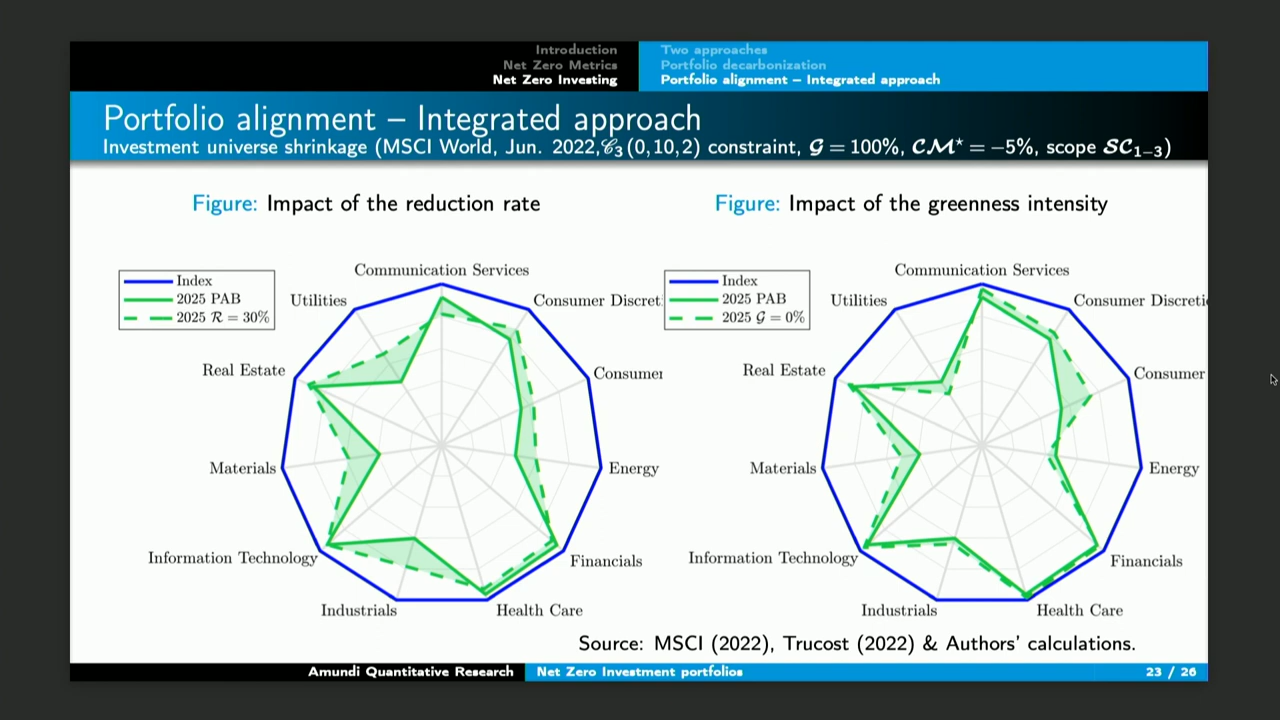 Introduction
Net Zero Metrics
Net Zero Investing
Two approaches
Portfolio decarbonization
Portfolio alignment – Integrated approach
Portfolio alignment – Integrated approach
Investment universe shrinkage (MSCI World, Jun. 2022,𝒞₃(0, 10, 2) constraint, 𝓖 = 100%, 𝓒𝓜* = −5%, scope 𝓢𝓒₁₋₃)
Figure: Impact of the reduction rate
Index
2025 PAB
2025 ℛ = 30%
Communication Services
Utilities
Consumer Discret
Real Estate
Consumer
Materials
Energy
Information Technology
Financials
Industrials
Health Care
Figure: Impact of the greenness intensity
Index
2025 PAB
2025 𝒢 = 0%
Communication Services
Utilities
Consumer Discreti
Real Estate
Consumer
Materials
Energy
Information Technology
Financials
Industrials
Health Care
Source: MSCI (2022), Trucost (2022) & Authors' calculations.
Amundi Quantitative Research
Net Zero Investment portfolios
23 / 26